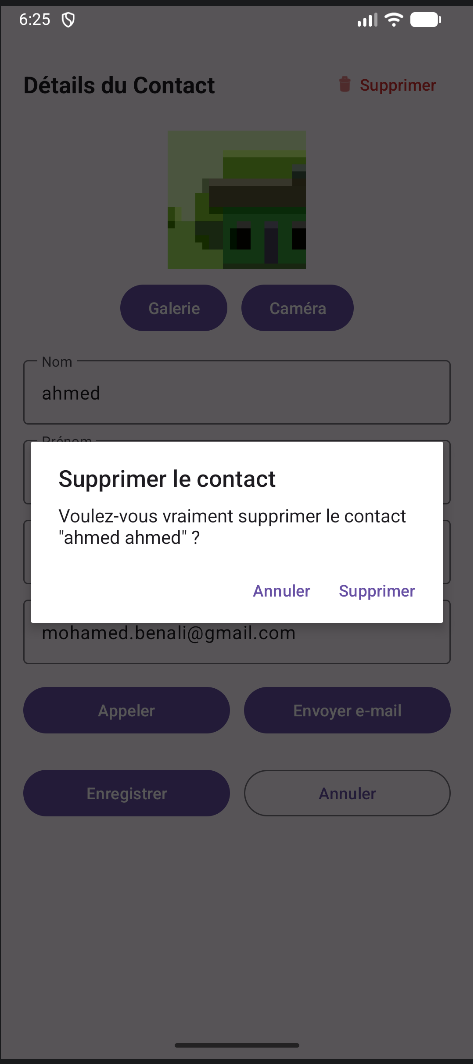 6:25
Détails du Contact
Supprimer
Galerie
Caméra
Nom
ahmed
Prénom
Supprimer le contact
Voulez-vous vraiment supprimer le contact
"ahmed ahmed" ?
Annuler
Supprimer
mohamed.benali@gmail.com
Appeler
Envoyer e-mail
Enregistrer
Annuler